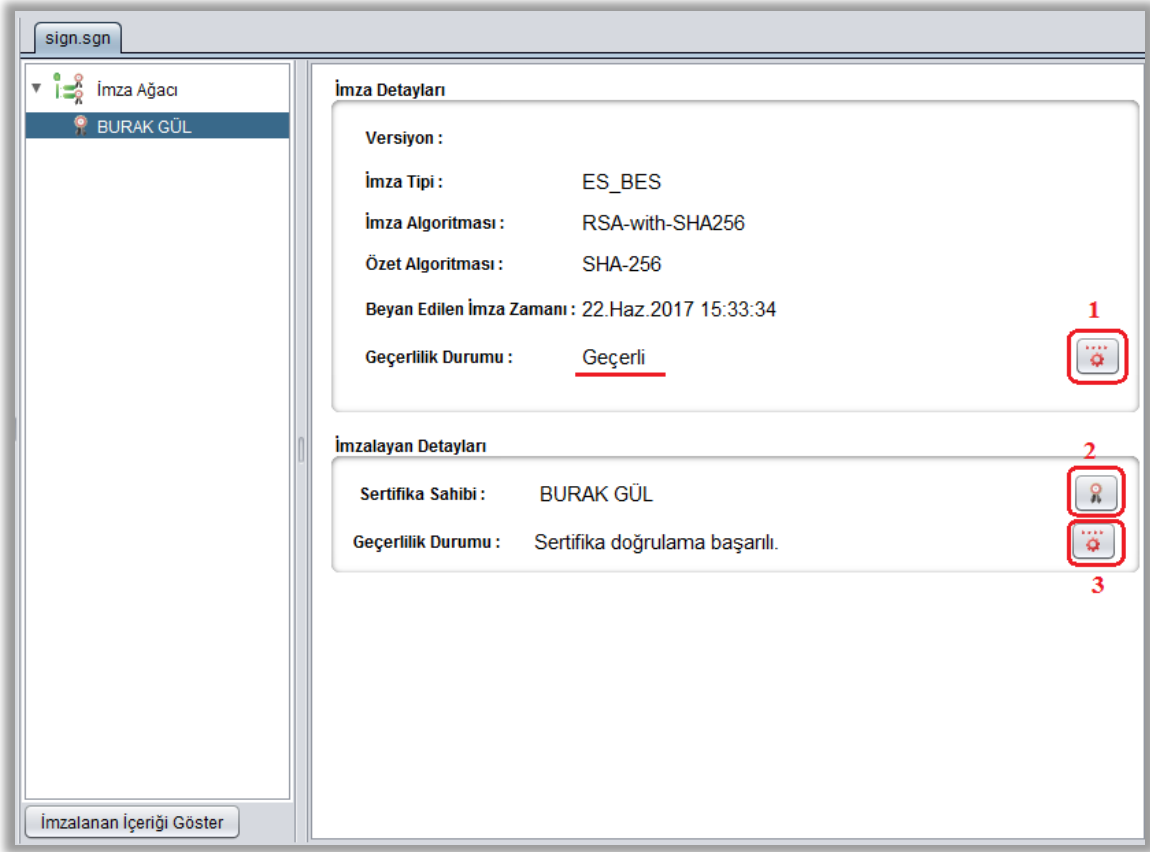 sign.sgn
İmza Ağacı
BURAK GÜL
İmza Detayları
Versiyon :
İmza Tipi : ES_BES
İmza Algoritması : RSA-with-SHA256
Özet Algoritması : SHA-256
Beyan Edilen İmza Zamanı : 22.Haz.2017 15:33:34
1
Geçerlilik Durumu : Geçerli
İmzalayan Detayları
2
Sertifika Sahibi : BURAK GÜL
Geçerlilik Durumu : Sertifika doğrulama başarılı.
3
İmzalanan İçeriği Göster